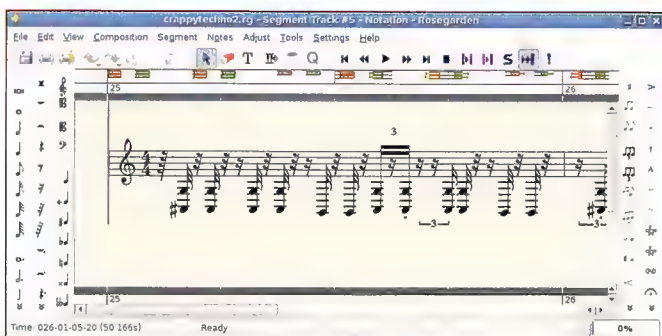 crappytechno2.rg - Segment Track #5 - Notation - Rosegarden
File Edit View Composition Segment Notes Adjust Tools Settings Help
25 26
3
3 3
25 26
Time 026-01-05-20 (50 166s) Ready 0%